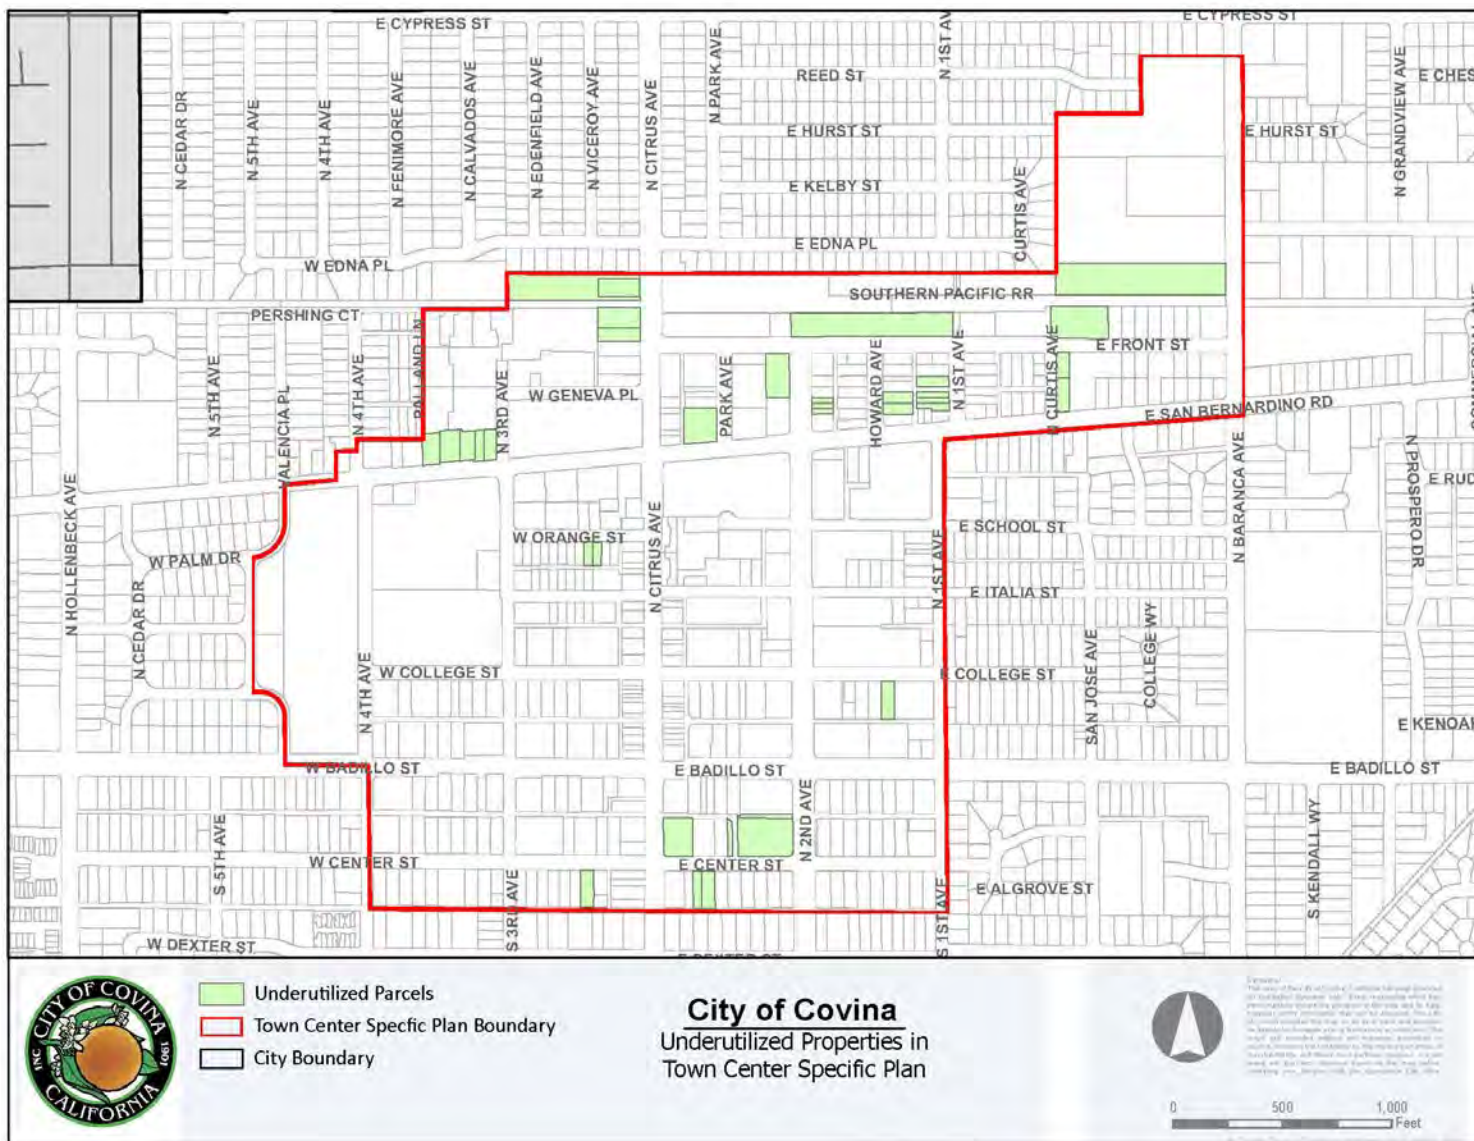 E CYPRESS ST
E CYPRESS ST
N 1ST AV
REED ST
E CHES
N CEDAR DR
N 5TH AVE
N 4TH AVE
N FENIMORE AVE
N CALVADOS AVE
N EDENFIELD AVE
N VICEROY AVE
N CITRUS AVE
N PARK AVE
N GRANDVIEW AVE
E HURST ST
E HURST ST
E KELBY ST
CURTIS AVE
E EDNA PL
W EDNA PL
SOUTHERN PACIFIC RR
PERSHING CT
E FRONT ST
N 5TH AVE
VALENCIA PL
N 4TH AVE
N 3RD AVE
W GENEVA PL
PARK AVE
HOWARD AVE
N 1ST AVE
N CURTIS AVE
E SAN BERNARDINO RD
N HOLLENBECK AVE
N BARANCA AVE
N PROSPERO DR
E RUD
E SCHOOL ST
W ORANGE ST
W PALM DR
N CEDAR DR
N CITRUS AVE
N 1ST AVE
E ITALIA ST
SAN JOSE AVE
COLLEGE WY
W COLLEGE ST
E COLLEGE ST
N 4TH AVE
E KENOAK
W BADILLO ST
E BADILLO ST
E BADILLO ST
N 2ND AVE
S 5TH AVE
W CENTER ST
E CENTER ST
S KENDALL WY
E ALGROVE ST
S 3RD AVE
S 1ST AVE
W DEXTER ST
CITY OF COVINA
INC
1901
CALIFORNIA
Underutilized Parcels
Town Center Specfic Plan Boundary
City Boundary
City of Covina
Underutilized Properties in
Town Center Specific Plan
0 500 1,000
Feet